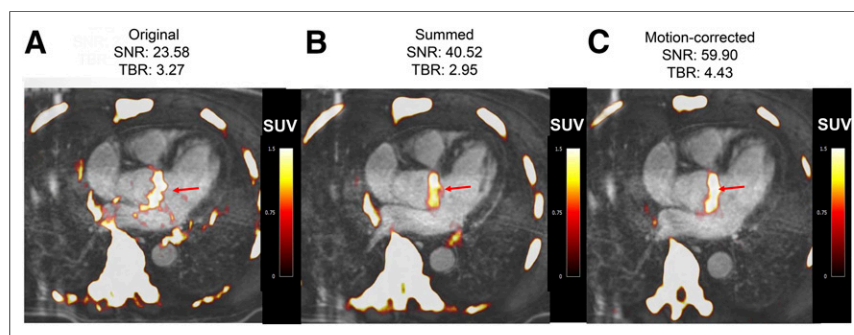 A
Original
SNR: 23.58
TBR: 3.27
B
Summed
SNR: 40.52
TBR: 2.95
C
Motion-corrected
SNR: 59.90
TBR: 4.43
SUV
1.5
0.75
0
SUV
1.5
0.75
0
SUV
1.5
0.75
0